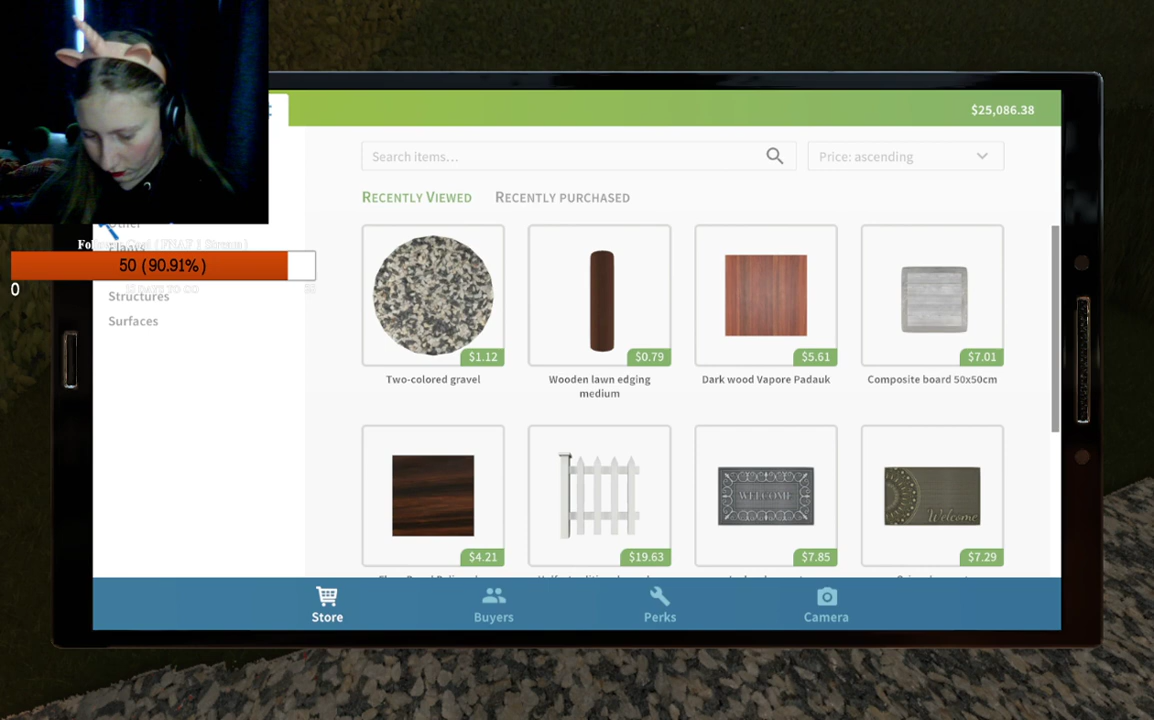 $25,086.38
Search items...
Price: ascending
RECENTLY VIEWED
RECENTLY PURCHASED
Other
Plants
50 (90.91%)
0
Structures
Surfaces
$1.12
Two-colored gravel
$0.79
Wooden lawn edging
medium
$5.61
Dark wood Vapore Padauk
$7.01
Composite board 50x50cm
$4.21
$19.63
WELCOME
$7.85
Welcome
$7.29
Store
Buyers
Perks
Camera